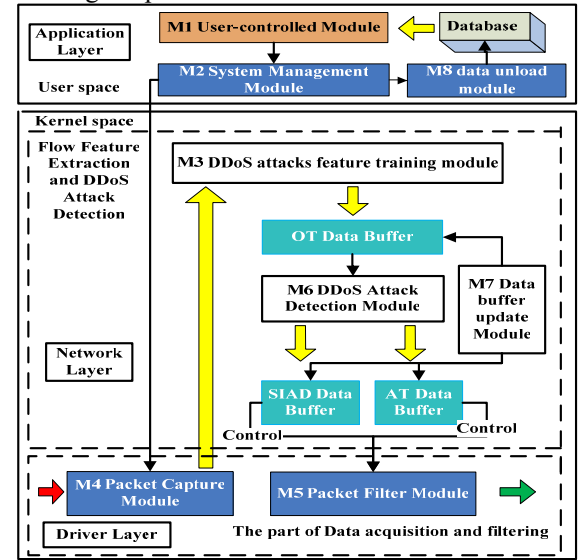 Application
Layer
User space
M1 User-controlled Module
Database
M2 System Management
Module
M8 data unload
module
Kernel space
Flow Feature
Extraction
and DDoS
Attack
Detection
M3 DDoS attacks feature training module
OT Data Buffer
M6 DDoS Attack
Detection Module
M7 Data
buffer
update
Module
Network
Layer
SIAD Data
Buffer
AT Data
Buffer
Control
Control
M4 Packet Capture
Module
M5 Packet Filter Module
Driver Layer
The part of Data acquisition and filtering